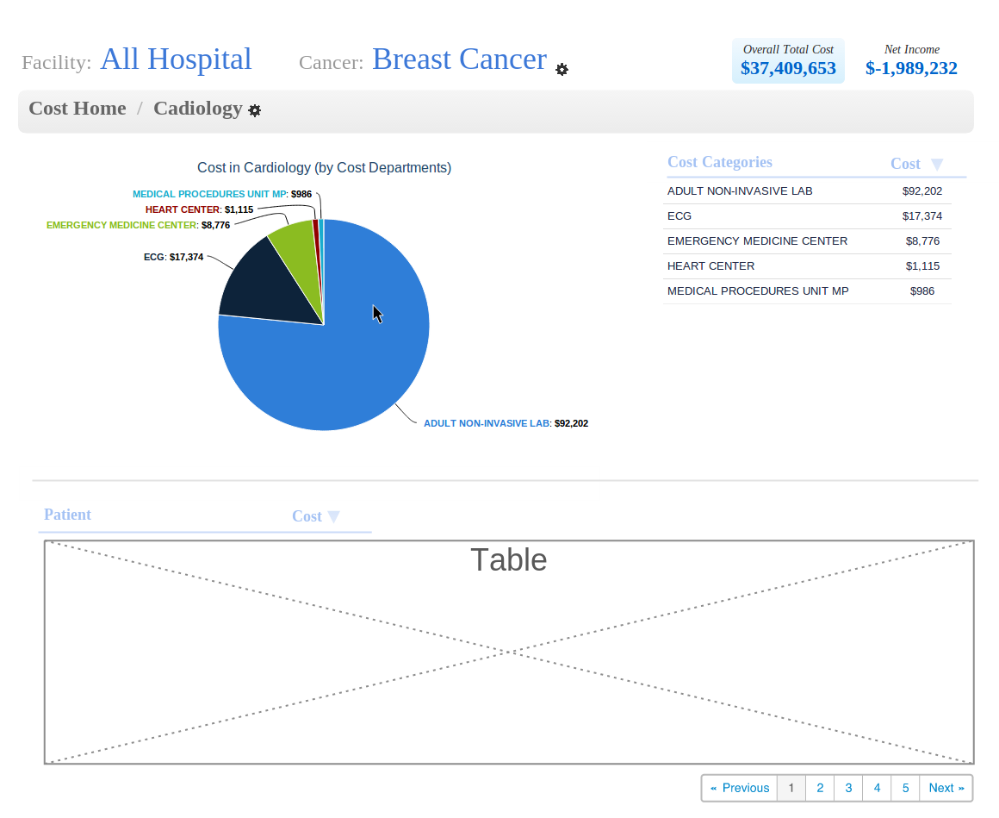 Facility: All Hospital Cancer: Breast Cancer
Overall Total Cost
$37,409,653
Net Income
$-1,989,232
Cost Home / Cadiology
Cost in Cardiology (by Cost Departments)
MEDICAL PROCEDURES UNIT MP: $986
HEART CENTER: $1,115
EMERGENCY MEDICINE CENTER: $8,776
ECG: $17,374
ADULT NON-INVASIVE LAB: $92,202
Cost Categories Cost ▼
ADULT NON-INVASIVE LAB $92,202
ECG $17,374
EMERGENCY MEDICINE CENTER $8,776
HEART CENTER $1,115
MEDICAL PROCEDURES UNIT MP $986
Patient Cost ▼
Table
« Previous 1 2 3 4 5 Next »